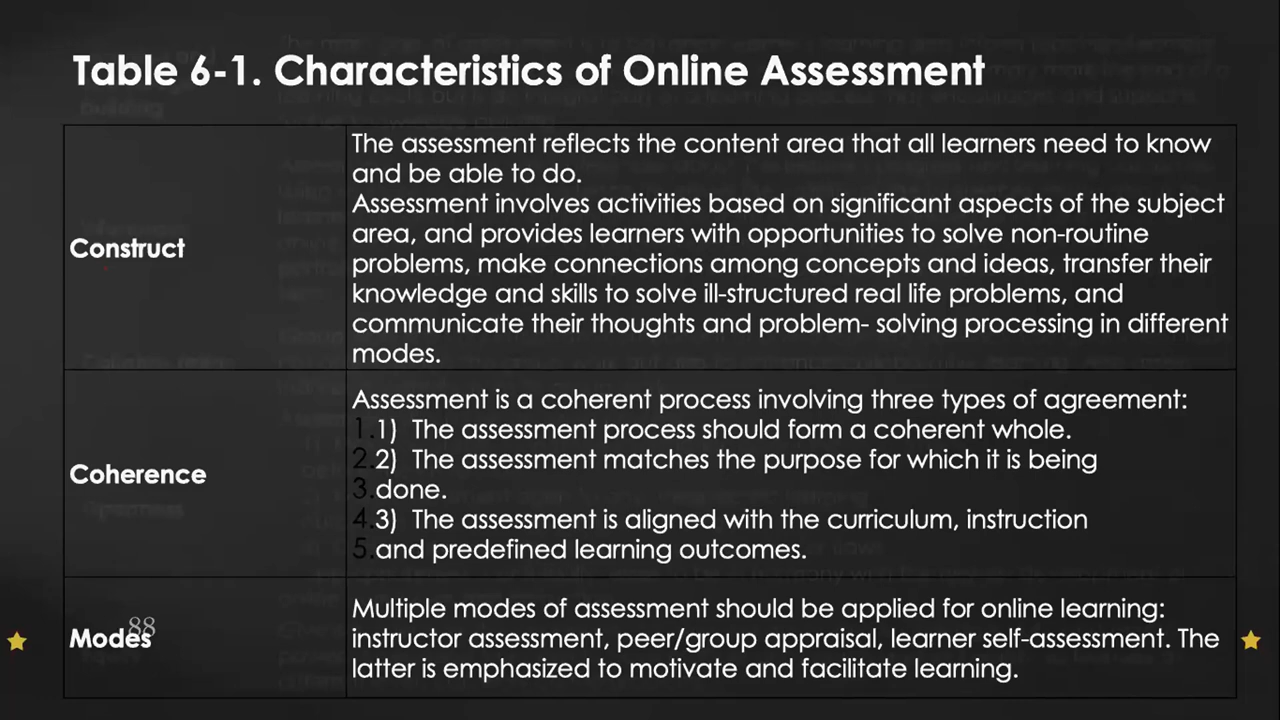 Table 6-1. Characteristics of Online Assessment
Construct
The assessment reflects the content area that all learners need to know
and be able to do.
Assessment involves activities based on significant aspects of the subject
area, and provides learners with opportunities to solve non-routine
problems, make connections among concepts and ideas, transfer their
knowledge and skills to solve ill-structured real life problems, and
communicate their thoughts and problem- solving processing in different
modes.
Coherence
Assessment is a coherent process involving three types of agreement:
1. 1) The assessment process should form a coherent whole.
2. 2) The assessment matches the purpose for which it is being
3. done.
4. 3) The assessment is aligned with the curriculum, instruction
5. and predefined learning outcomes.
Modes
88
Multiple modes of assessment should be applied for online learning:
instructor assessment, peer/group appraisal, learner self-assessment. The
latter is emphasized to motivate and facilitate learning.